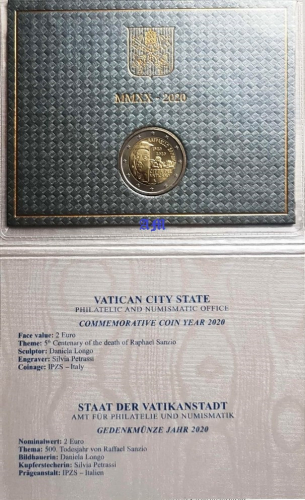 MMXX - 2020
VATICAN CITY STATE
PHILATELIC AND NUMISMATIC OFFICE
COMMEMORATIVE COIN YEAR 2020
Face value: 2 Euro
Theme: 5th Centenary of the death of Raphael Sanzio
Sculptor: Daniela Longo
Engraver: Silvia Petrassi
Coinage: IPZS - Italy
STAAT DER VATIKANSTADT
AMT FÜR PHILATELIE UND NUMISMATIK
GEDENKMÜNZE JAHR 2020
Nominalwert: 2 Euro
Thema: 500. Todesjahr von Raffael Sanzio
Bildhauerin: Daniela Longo
Kupferstecherin: Silvia Petrassi
Prägeanstalt: IPZS - Italien